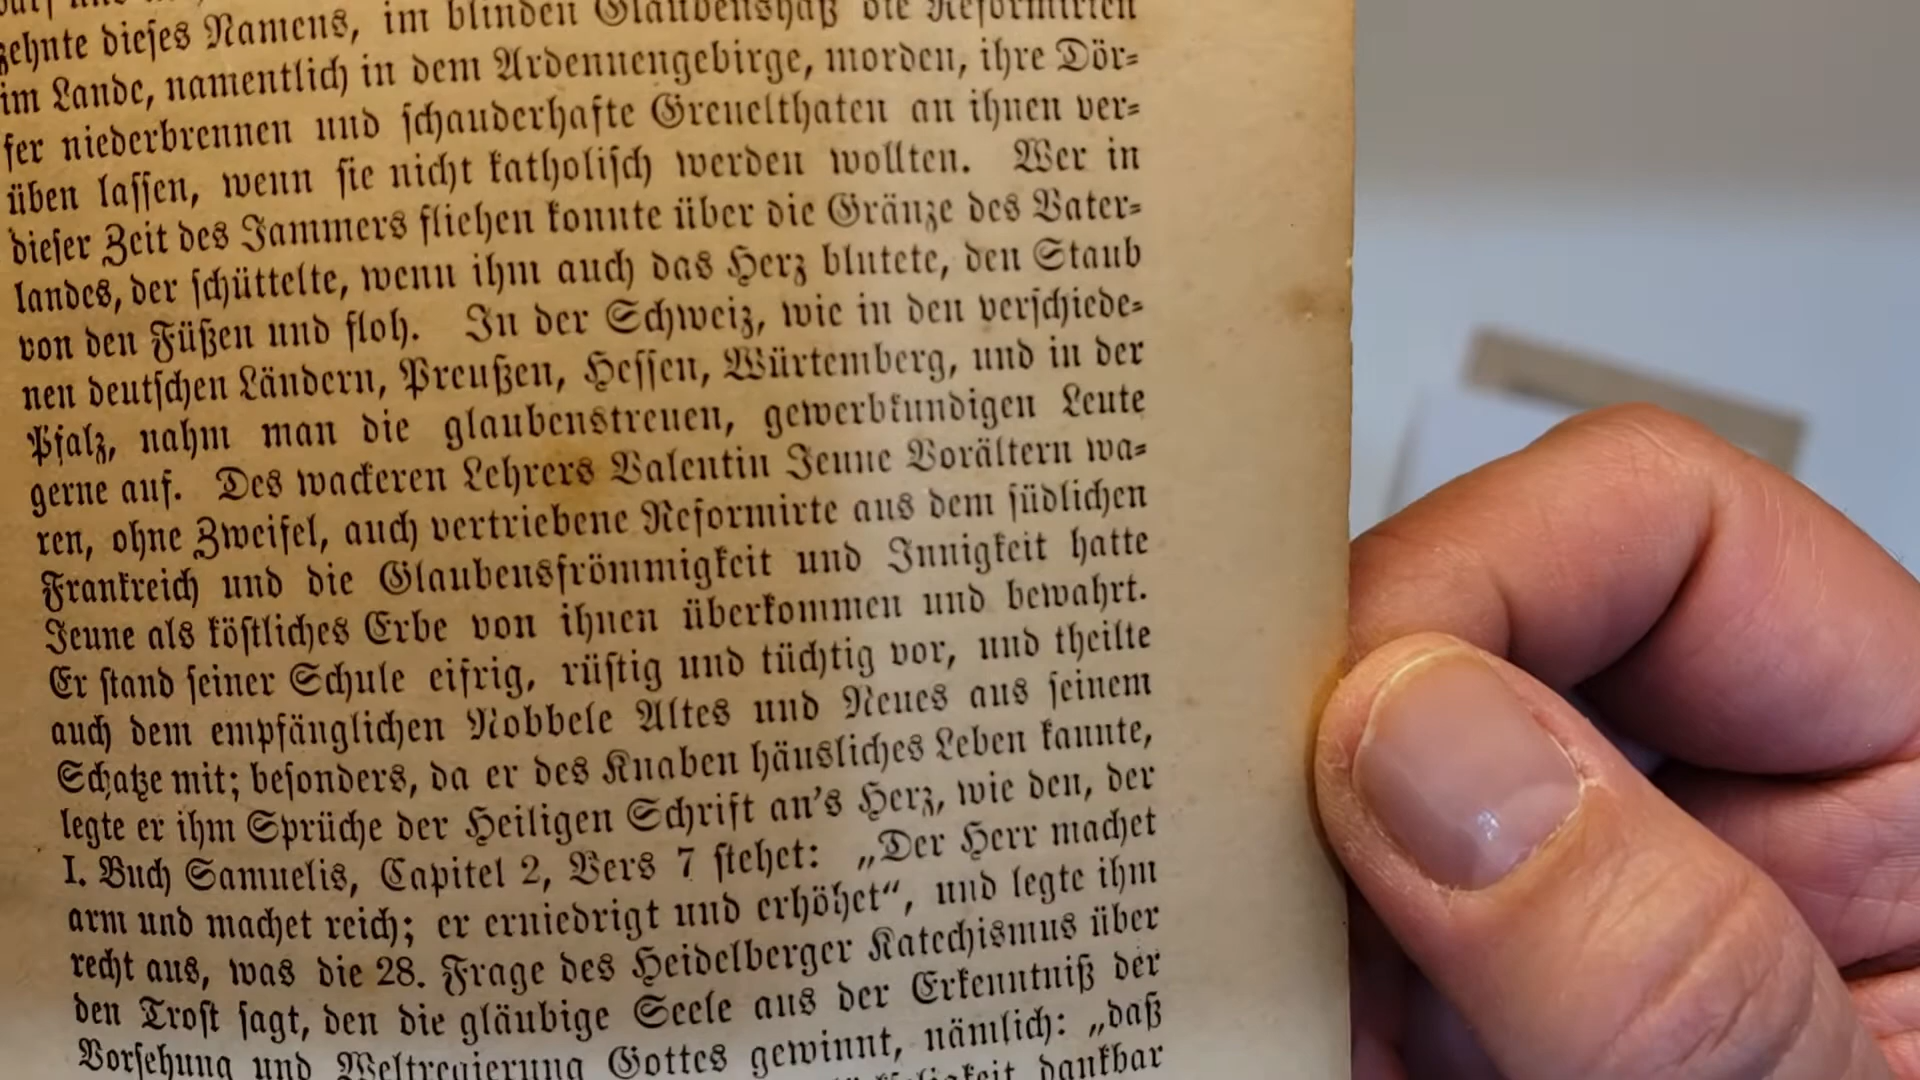 zehnte dieſes Namens, im blinden Glaubenshaß die Reformirten
im Lande, namentlich in dem Ardennengebirge, morden, ihre Dör⸗
fer niederbrennen und ſchauderhafte Greuelthaten an ihnen ver⸗
üben laſſen, wenn ſie nicht katholiſch werden wollten. Wer in
dieſer Zeit des Jammers fliehen konnte über die Gränze des Vater⸗
landes, der ſchüttelte, wenn ihm auch das Herz blutete, den Staub
von den Füßen und floh. In der Schweiz, wie in den verſchiede⸗
nen deutſchen Ländern, Preußen, Heſſen, Würtemberg, und in der
Pfalz, nahm man die glaubenstreuen, gewerbkundigen Leute
gerne auf. Des wackeren Lehrers Valentin Jeune Vorältern wa⸗
ren, ohne Zweifel, auch vertriebene Reformirte aus dem ſüdlichen
Frankreich und die Glaubensfrömmigkeit und Innigkeit hatte
Jeune als köſtliches Erbe von ihnen überkommen und bewahrt.
Er ſtand ſeiner Schule eifrig, rüſtig und tüchtig vor, und theilte
auch dem empfänglichen Nobbele Altes und Neues aus ſeinem
Schatze mit; beſonders, da er des Knaben häusliches Leben kannte,
legte er ihm Sprüche der Heiligen Schrift an's Herz, wie den, der
I. Buch Samuelis, Capitel 2, Vers 7 ſtehet: „Der Herr machet
arm und machet reich; er erniedrigt und erhöhet“, und legte ihm
recht aus, was die 28. Frage des Heidelberger Katechismus über
den Troſt ſagt, den die gläubige Seele aus der Erkenntniß der
Vorſehung und Weltregierung Gottes gewinnt, nämlich: „daß
dankbar